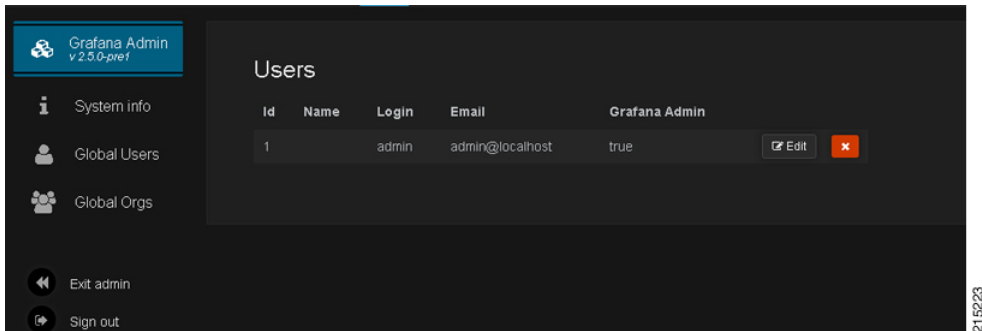 Grafana Admin
v 2.5.0-pre1
System info
Global Users
Global Orgs
Exit admin
Sign out
Users
Id Name Login Email Grafana Admin
1 admin admin@localhost true Edit
215223